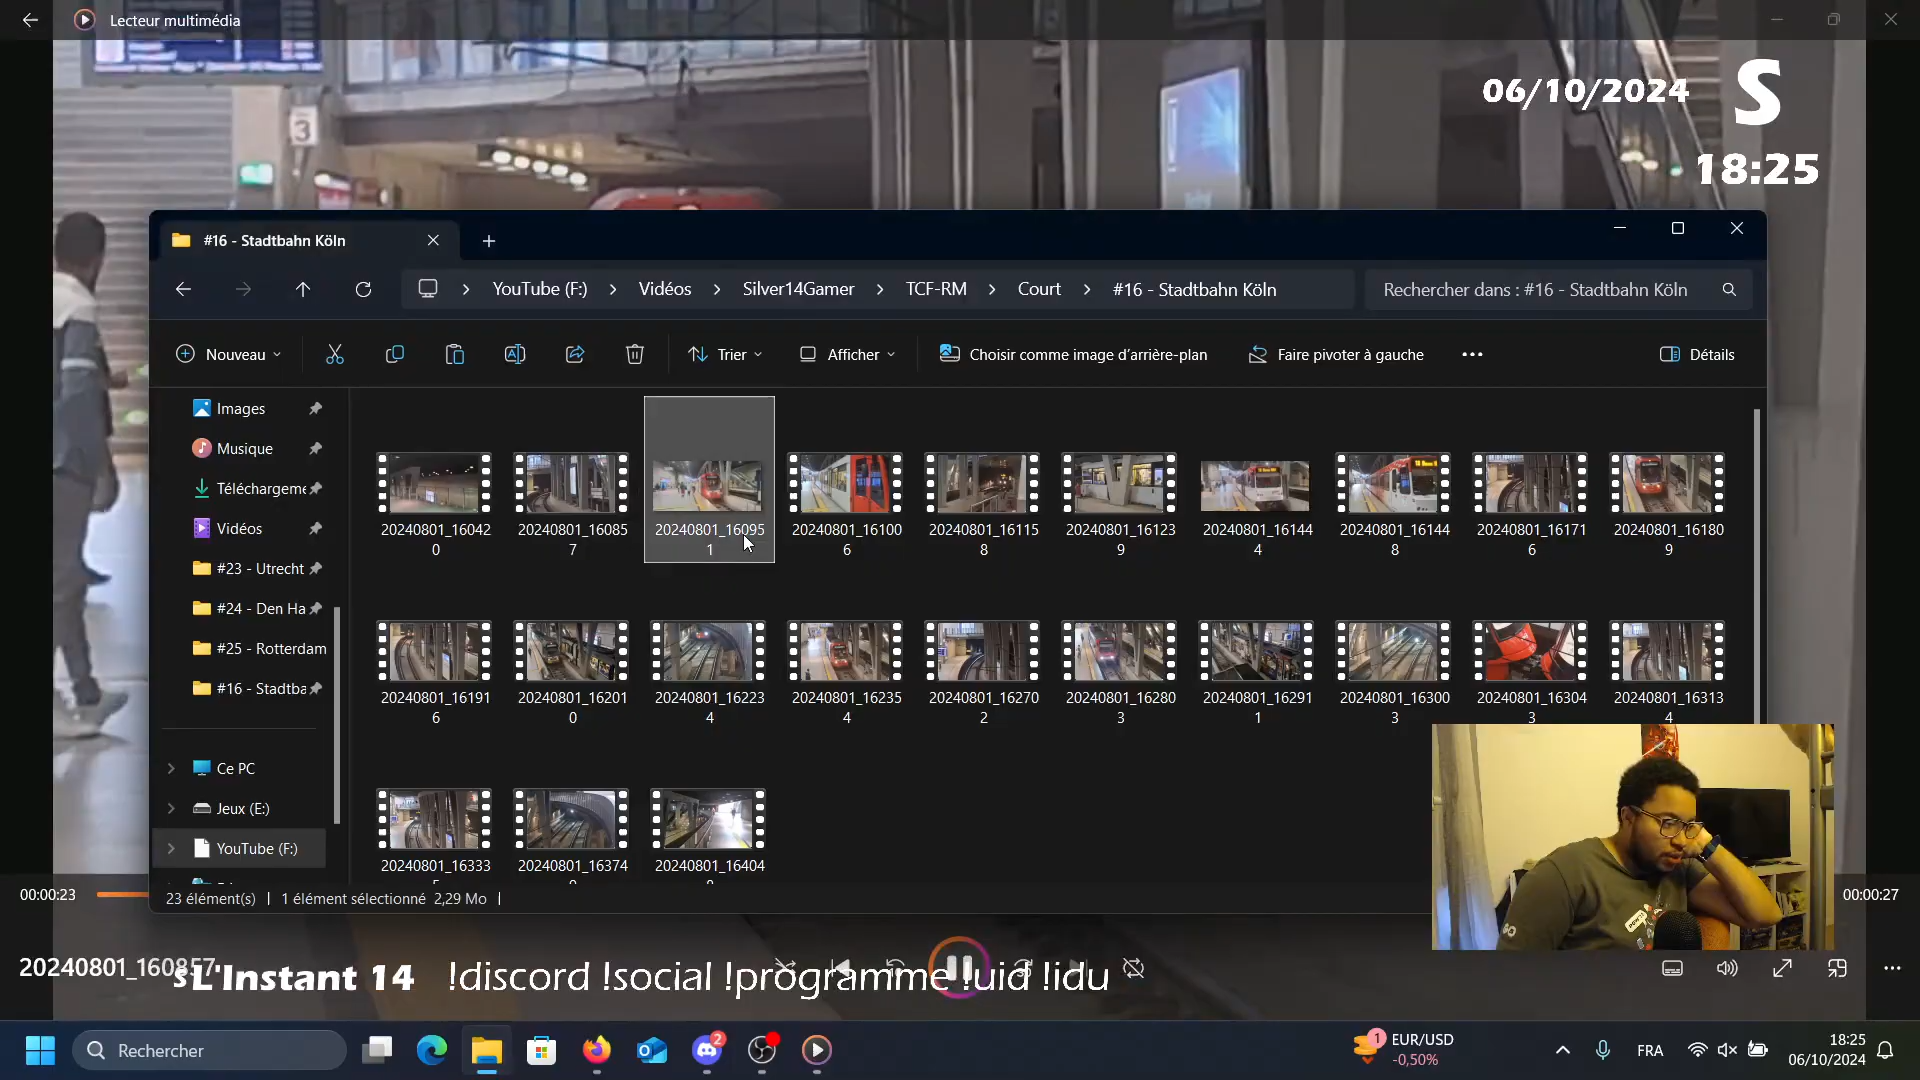 Lecteur multimédia
06/10/2024
S
18:25
3
#16 - Stadtbahn Köln
YouTube (F:) > Vidéos > Silver14Gamer > TCF-RM > Court > #16 - Stadtbahn Köln
Rechercher dans : #16 - Stadtbahn Köln
Nouveau
Trier
Afficher
Choisir comme image d'arrière-plan
Faire pivoter à gauche
Détails
Images
Musique
Téléchargeme
Vidéos
#23 - Utrecht
#24 - Den Ha
#25 - Rotterdam
#16 - Stadtba
Ce PC
Jeux (E:)
YouTube (F:)
20240801_160420
20240801_160857
20240801_160951
20240801_161006
20240801_161158
20240801_161239
20240801_161444
20240801_161448
20240801_161716
20240801_161809
20240801_161916
20240801_162010
20240801_162234
20240801_162354
20240801_162702
20240801_162803
20240801_162911
20240801_163003
20240801_163043
20240801_163134
20240801_16333
20240801_16374
20240801_16404
23 élément(s)
1 élément sélectionné 2,29 Mo
00:00:23
00:00:27
20240801_160857
S L'Instant 14 !discord !social !programme !uid !idu
Rechercher
2
1
EUR/USD
-0,50%
FRA
18:25
06/10/2024